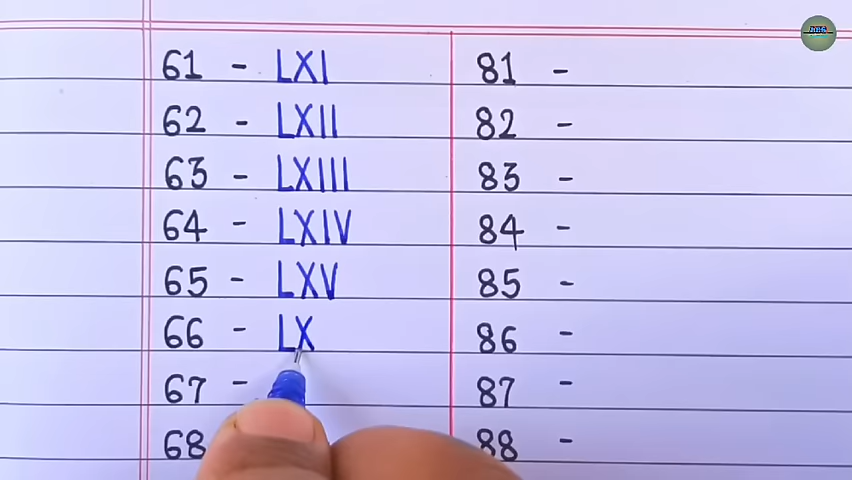 61 - LXI
62 - LXII
63 - LXIII
64 - LXIV
65 - LXV
66 - LX
67 -
68
81 -
82 -
83 -
84 -
85 -
86 -
87 -
88 -